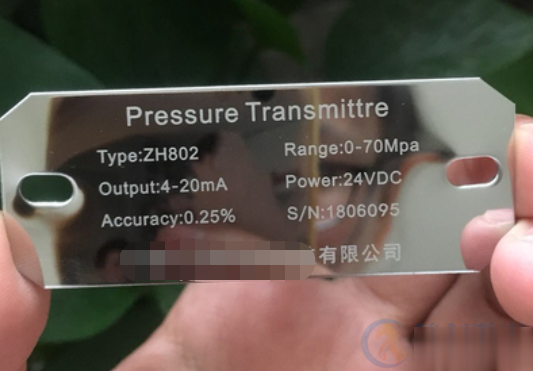 Pressure Transmittre
Type:ZH802 Range:0-70Mpa
Output:4-20mA Power:24VDC
Accuracy:0.25% S/N:1806095
有限公司